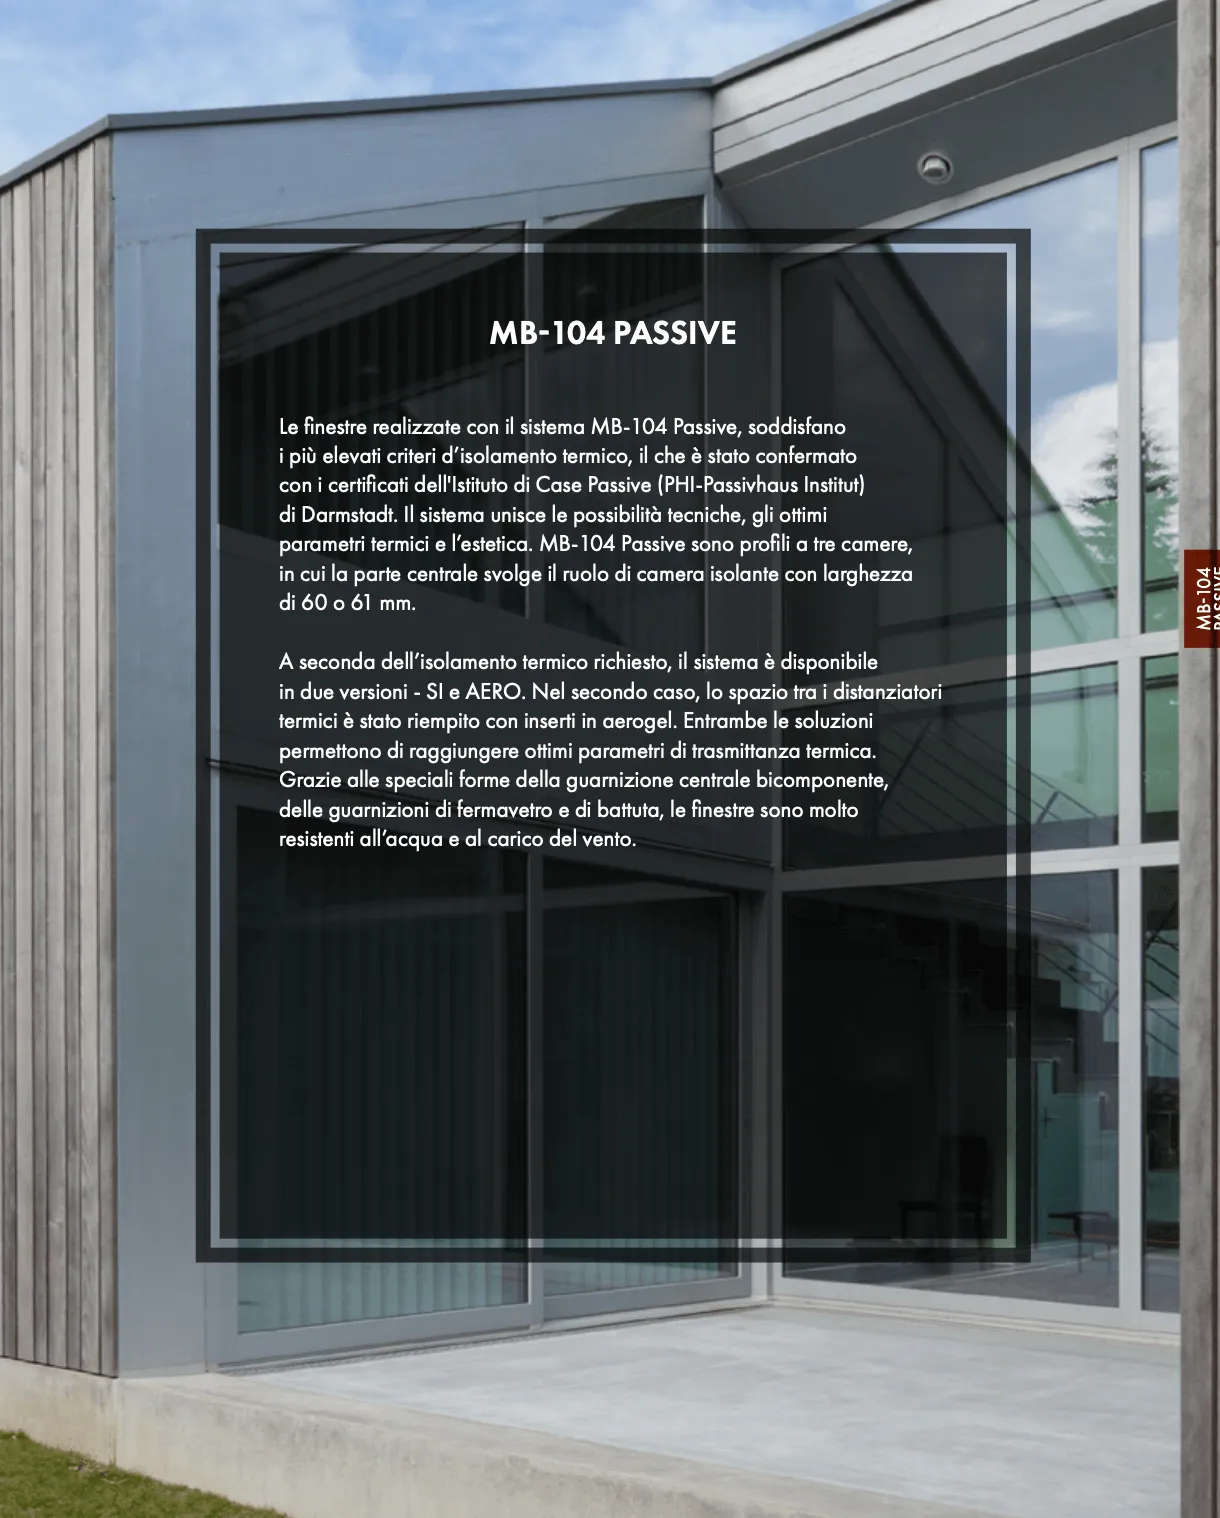 MB-104 PASSIVE
Le finestre realizzate con il sistema MB-104 Passive, soddisfano
i più elevati criteri d’isolamento termico, il che è stato confermato
con i certificati dell'Istituto di Case Passive (PHI-Passivhaus Institut)
di Darmstadt. Il sistema unisce le possibilità tecniche, gli ottimi
parametri termici e l’estetica. MB-104 Passive sono profili a tre camere,
in cui la parte centrale svolge il ruolo di camera isolante con larghezza
di 60 o 61 mm.
A seconda dell’isolamento termico richiesto, il sistema è disponibile
in due versioni - SI e AERO. Nel secondo caso, lo spazio tra i distanziatori
termici è stato riempito con inserti in aerogel. Entrambe le soluzioni
permettono di raggiungere ottimi parametri di trasmittanza termica.
Grazie alle speciali forme della guarnizione centrale bicomponente,
delle guarnizioni di fermavetro e di battuta, le finestre sono molto
resistenti all’acqua e al carico del vento.
MB-104
PASSIVE